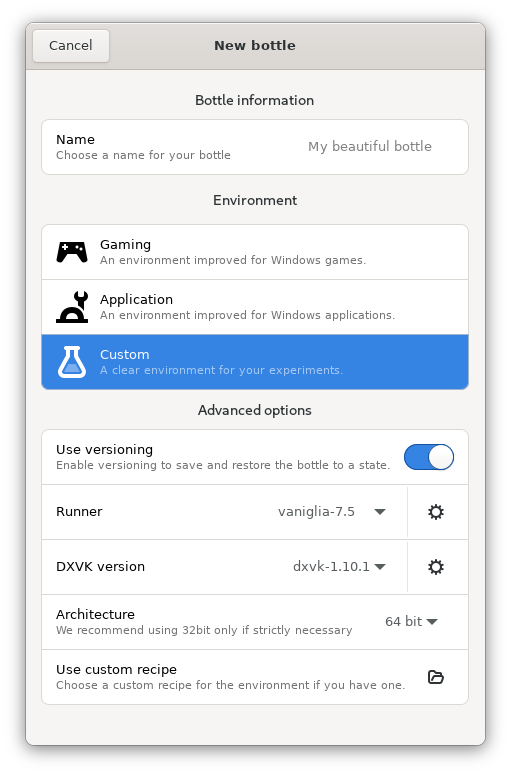 Cancel
New bottle
Bottle information
Name
Choose a name for your bottle
My beautiful bottle
Environment
Gaming
An environment improved for Windows games.
Application
An environment improved for Windows applications.
Custom
A clear environment for your experiments.
Advanced options
Use versioning
Enable versioning to save and restore the bottle to a state.
Runner
vaniglia-7.5
DXVK version
dxvk-1.10.1
Architecture
We recommend using 32bit only if strictly necessary
64 bit
Use custom recipe
Choose a custom recipe for the environment if you have one.